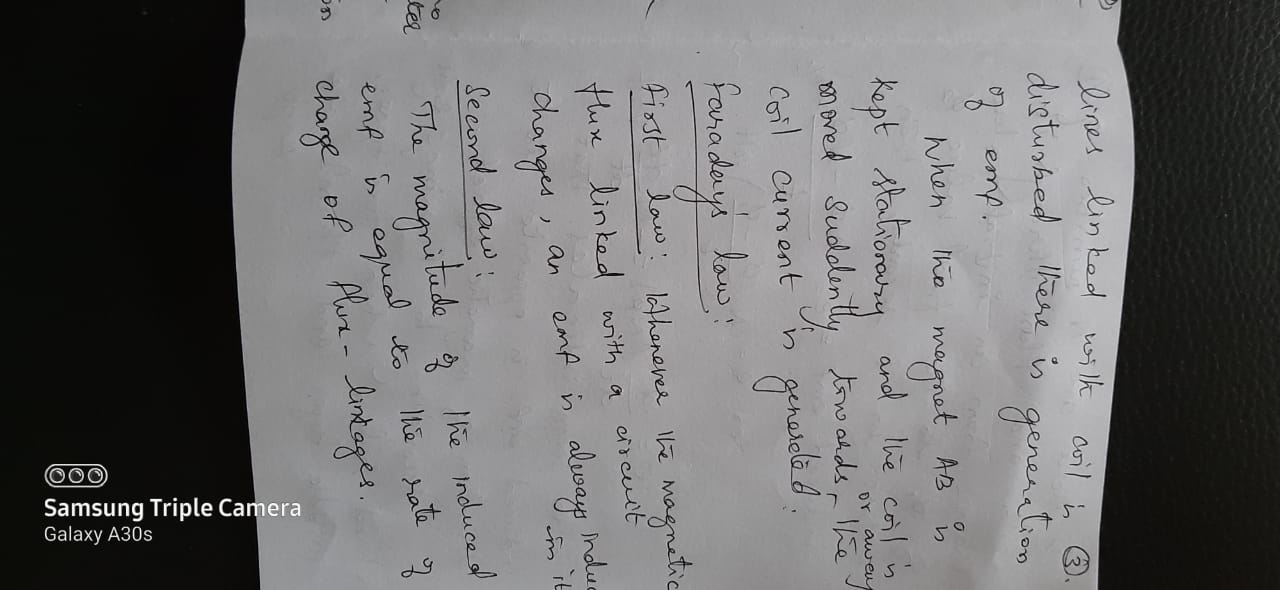 lines linked with coil is ③.
disturbed there is generation
of emf.
When the magnet AB is
kept stationary and the coil is
moved suddently towards or away the
coil current is generated.
Faradays law:
First law: Whenever the magnetic
flux linked with a circuit
changes, an emf is always induc
in it
Second law:
The magnitude of the induced
emf is equal to the rate of
change of flux-linkages.
Samsung Triple Camera
Galaxy A30s